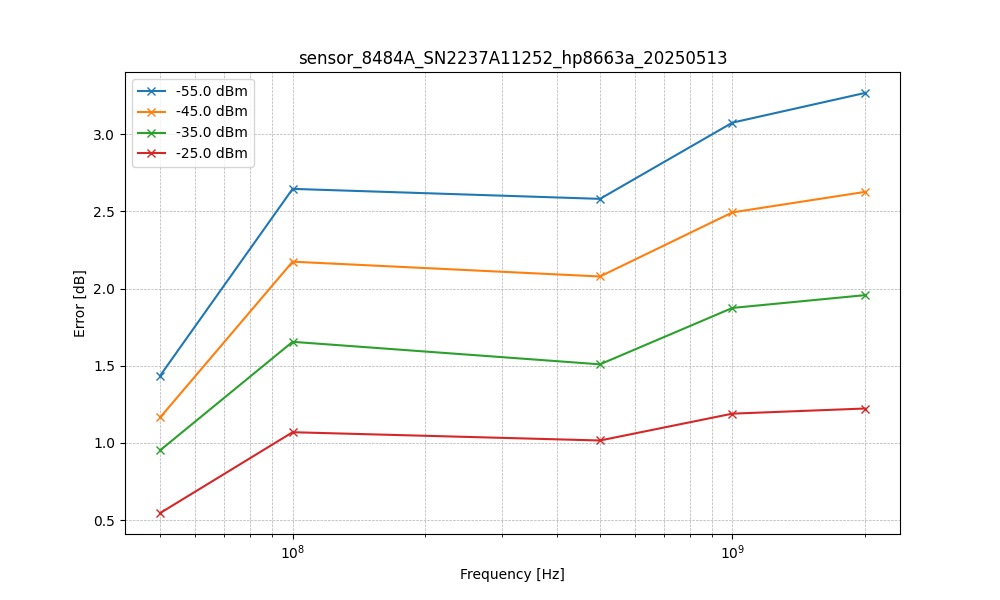 sensor_8484A_SN2237A11252_hp8663a_20250513
-55.0 dBm
-45.0 dBm
-35.0 dBm
-25.0 dBm
3.0
2.5
2.0
1.5
1.0
0.5
Error [dB]
10⁸
10⁹
Frequency [Hz]